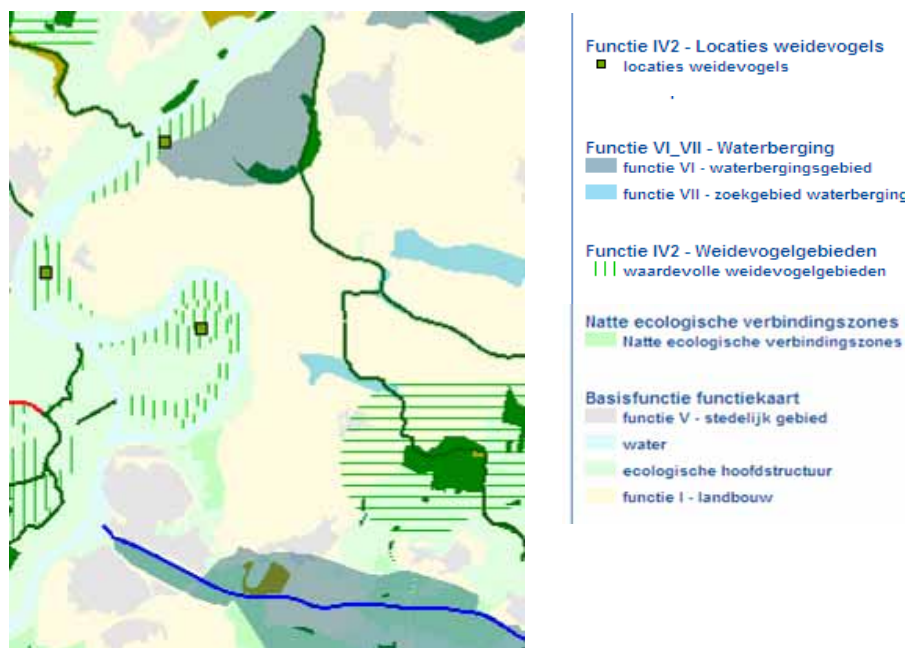 Functie IV2 - Locaties weidevogels
locaties weidevogels
Functie VI_VII - Waterberging
functie VI - waterbergingsgebied
functie VII - zoekgebied waterberging
Functie IV2 - Weidevogelgebieden
waardevolle weidevogelgebieden
Natte ecologische verbindingszones
Natte ecologische verbindingszones
Basisfunctie functiekaart
functie V - stedelijk gebied
water
ecologische hoofdstructuur
functie I - landbouw